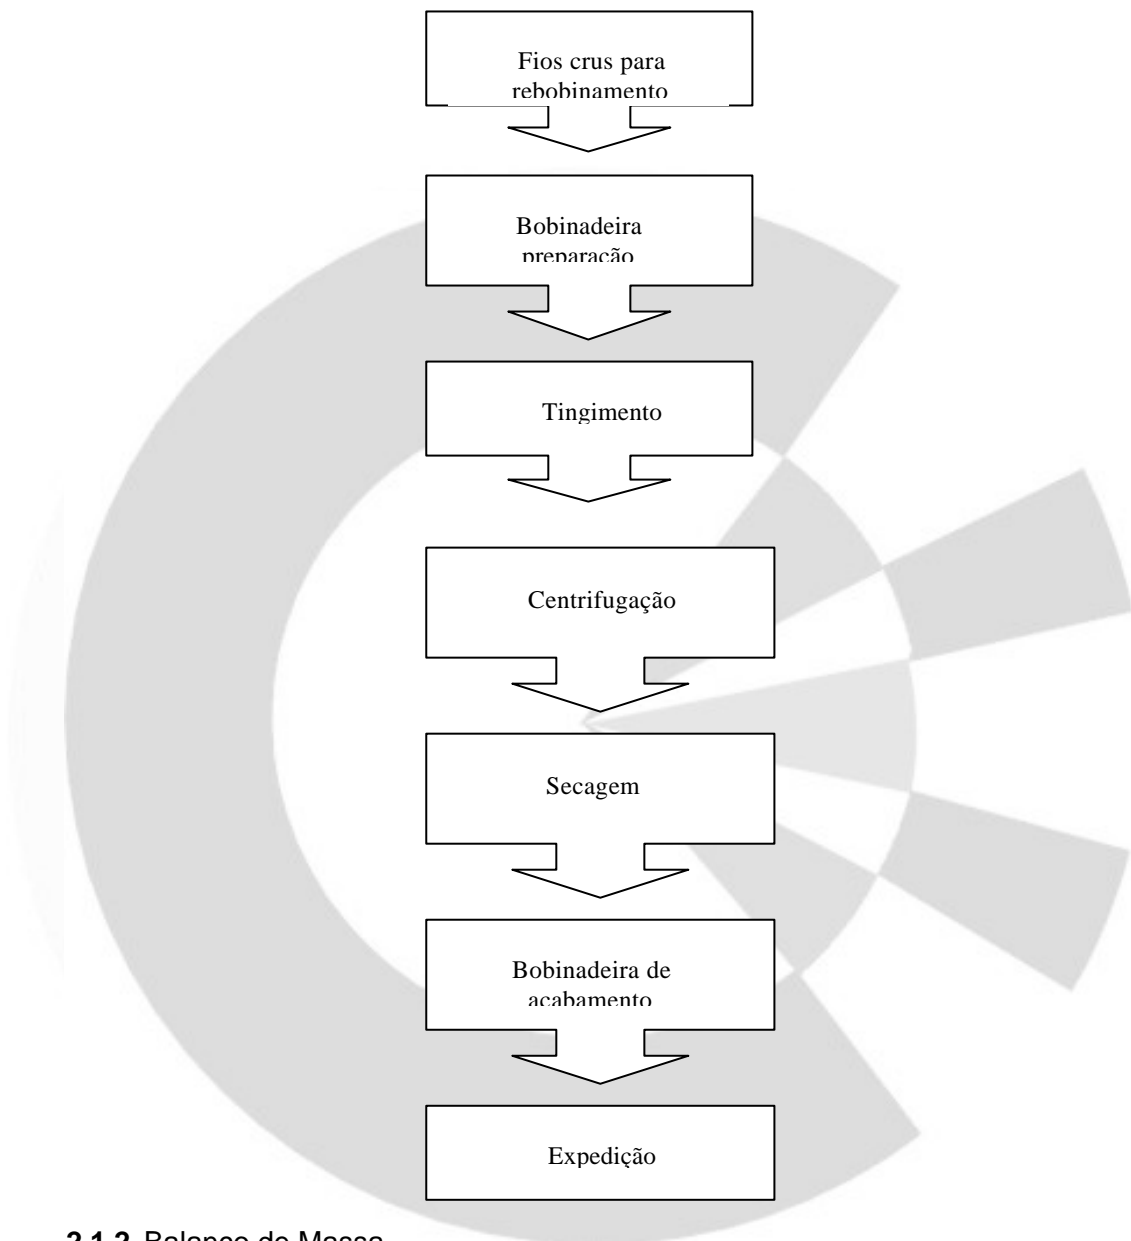 Fios crus para
rebobinamento
Bobinadeira
preparação
Tingimento
Centrifugação
Secagem
Bobinadeira de
acabamento
Expedição
2.1.2 Balanço de Massa